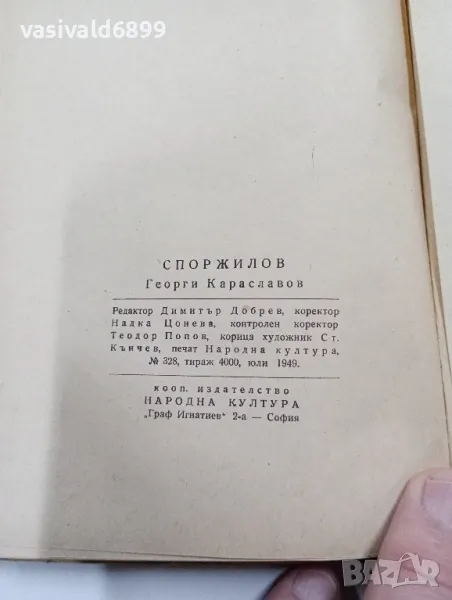 vasivald6899
СПОРЖИЛОВ
Георги Караславов
Редактор Димитър Добрев, коректор
Надка Цонева, контролен коректор
Теодор Попов, корица художник Ст.
Кънчев, печат Народна култура,
№ 328, тираж 4000, юли 1949.
кооп. издателство
НАРОДНА КУЛТУРА
„Граф Игнатиев" 2-а — София
BAZAR